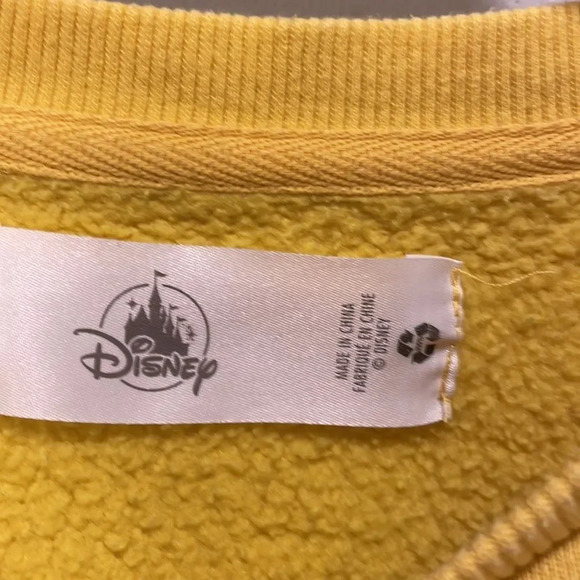 Disney
MADE IN CHINA
FABRIQUÉ EN CHINE
© DISNEY